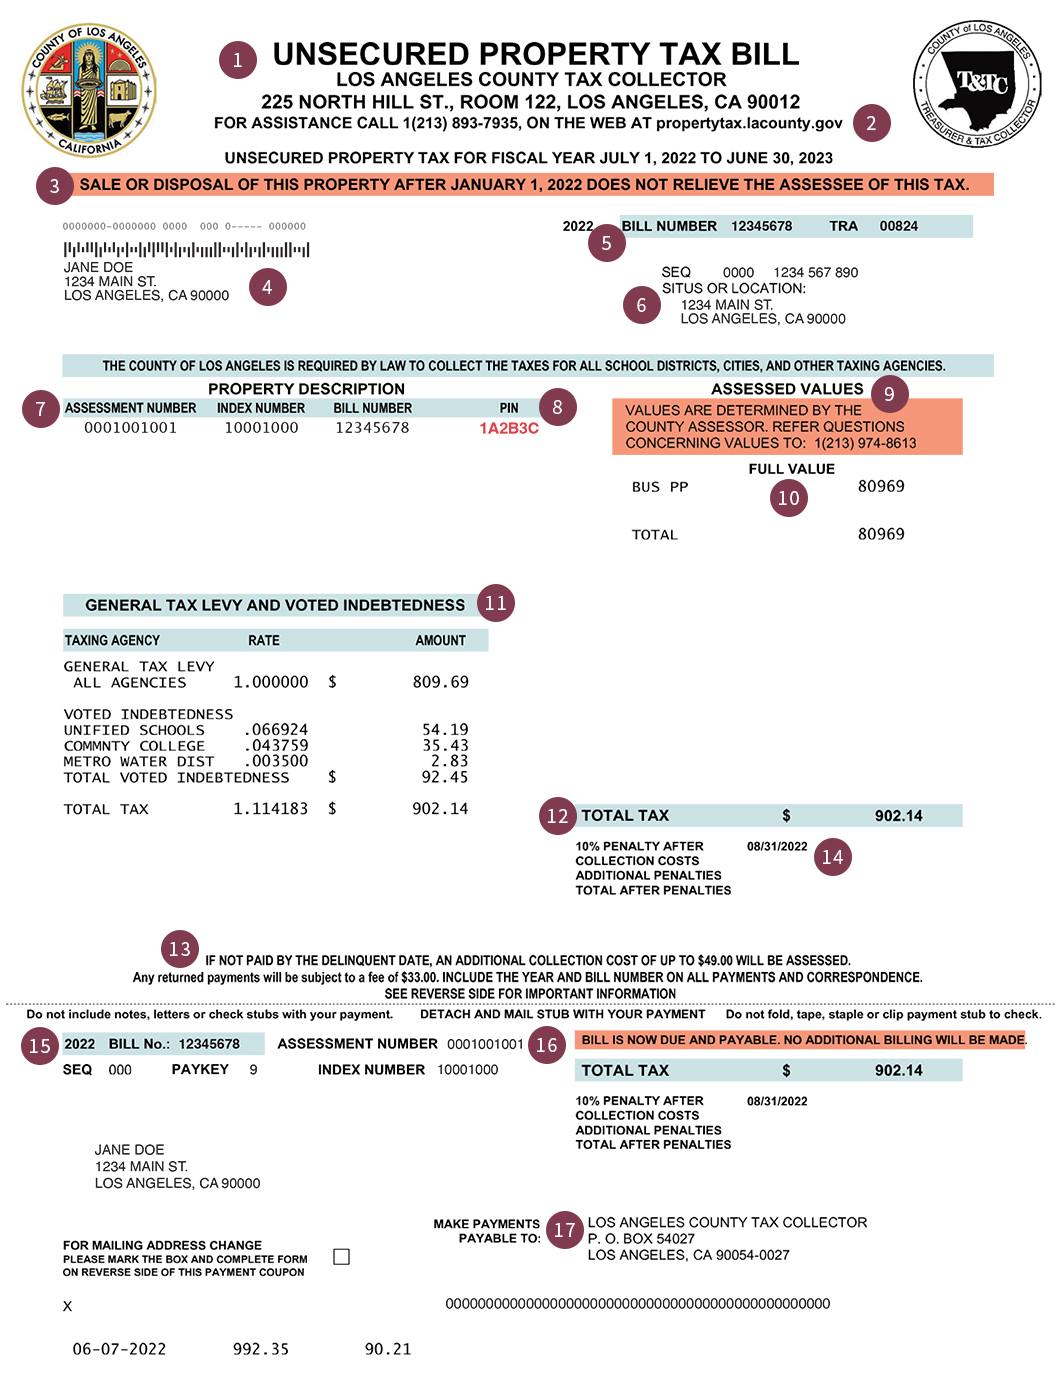 COUNTY OF LOS ANGELES
CALIFORNIA
COUNTY of LOS ANGELES
T&TC
TREASURER & TAX COLLECTOR
1 UNSECURED PROPERTY TAX BILL
LOS ANGELES COUNTY TAX COLLECTOR
225 NORTH HILL ST., ROOM 122, LOS ANGELES, CA 90012
FOR ASSISTANCE CALL 1(213) 893-7935, ON THE WEB AT propertytax.lacounty.gov 2
UNSECURED PROPERTY TAX FOR FISCAL YEAR JULY 1, 2022 TO JUNE 30, 2023
3 SALE OR DISPOSAL OF THIS PROPERTY AFTER JANUARY 1, 2022 DOES NOT RELIEVE THE ASSESSEE OF THIS TAX.
0000000-0000000 0000 000 0----- 000000
JANE DOE
1234 MAIN ST.
LOS ANGELES, CA 90000
4
2022 BILL NUMBER 12345678 TRA 00824
5
SEQ 0000 1234 567 890
6 SITUS OR LOCATION:
1234 MAIN ST.
LOS ANGELES, CA 90000
THE COUNTY OF LOS ANGELES IS REQUIRED BY LAW TO COLLECT THE TAXES FOR ALL SCHOOL DISTRICTS, CITIES, AND OTHER TAXING AGENCIES.
PROPERTY DESCRIPTION
7 ASSESSMENT NUMBER INDEX NUMBER BILL NUMBER PIN 8
0001001001 10001000 12345678 1A2B3C
ASSESSED VALUES 9
VALUES ARE DETERMINED BY THE
COUNTY ASSESSOR. REFER QUESTIONS
CONCERNING VALUES TO: 1(213) 974-8613
FULL VALUE
BUS PP 80969
10
TOTAL 80969
GENERAL TAX LEVY AND VOTED INDEBTEDNESS 11
TAXING AGENCY RATE AMOUNT
GENERAL TAX LEVY
ALL AGENCIES 1.000000 $ 809.69
VOTED INDEBTEDNESS
UNIFIED SCHOOLS .066924 54.19
COMMNTY COLLEGE .043759 35.43
METRO WATER DIST .003500 2.83
TOTAL VOTED INDEBTEDNESS $ 92.45
TOTAL TAX 1.114183 $ 902.14
12 TOTAL TAX $ 902.14
10% PENALTY AFTER 08/31/2022 14
COLLECTION COSTS
ADDITIONAL PENALTIES
TOTAL AFTER PENALTIES
13 IF NOT PAID BY THE DELINQUENT DATE, AN ADDITIONAL COLLECTION COST OF UP TO $49.00 WILL BE ASSESSED.
Any returned payments will be subject to a fee of $33.00. INCLUDE THE YEAR AND BILL NUMBER ON ALL PAYMENTS AND CORRESPONDENCE.
SEE REVERSE SIDE FOR IMPORTANT INFORMATION
Do not include notes, letters or check stubs with your payment. DETACH AND MAIL STUB WITH YOUR PAYMENT Do not fold, tape, staple or clip payment stub to check.
15 2022 BILL No.: 12345678 ASSESSMENT NUMBER 0001001001
SEQ 000 PAYKEY 9 INDEX NUMBER 10001000
16 BILL IS NOW DUE AND PAYABLE. NO ADDITIONAL BILLING WILL BE MADE.
TOTAL TAX $ 902.14
10% PENALTY AFTER 08/31/2022
COLLECTION COSTS
ADDITIONAL PENALTIES
TOTAL AFTER PENALTIES
JANE DOE
1234 MAIN ST.
LOS ANGELES, CA 90000
MAKE PAYMENTS
PAYABLE TO:
17
LOS ANGELES COUNTY TAX COLLECTOR
P. O. BOX 54027
LOS ANGELES, CA 90054-0027
FOR MAILING ADDRESS CHANGE
PLEASE MARK THE BOX AND COMPLETE FORM
ON REVERSE SIDE OF THIS PAYMENT COUPON
X
00000000000000000000000000000000000000000000000000
06-07-2022 992.35 90.21